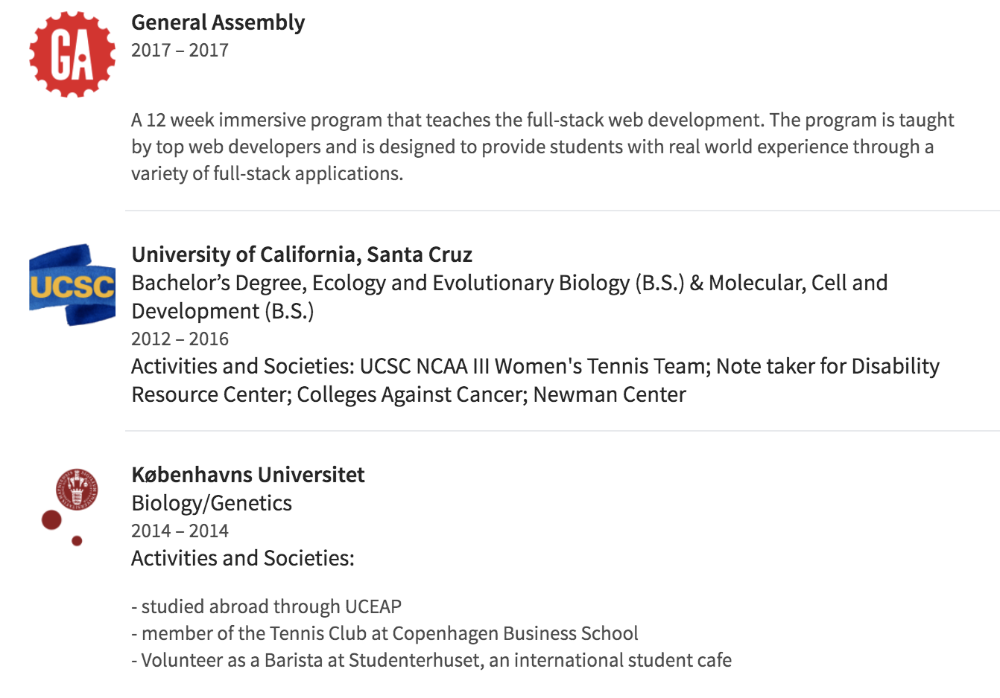 GA
General Assembly
2017 – 2017
A 12 week immersive program that teaches the full-stack web development. The program is taught
by top web developers and is designed to provide students with real world experience through a
variety of full-stack applications.
UCSC
University of California, Santa Cruz
Bachelor’s Degree, Ecology and Evolutionary Biology (B.S.) & Molecular, Cell and
Development (B.S.)
2012 – 2016
Activities and Societies: UCSC NCAA III Women's Tennis Team; Note taker for Disability
Resource Center; Colleges Against Cancer; Newman Center
Københavns Universitet
Biology/Genetics
2014 – 2014
Activities and Societies:
- studied abroad through UCEAP
- member of the Tennis Club at Copenhagen Business School
- Volunteer as a Barista at Studenterhuset, an international student cafe